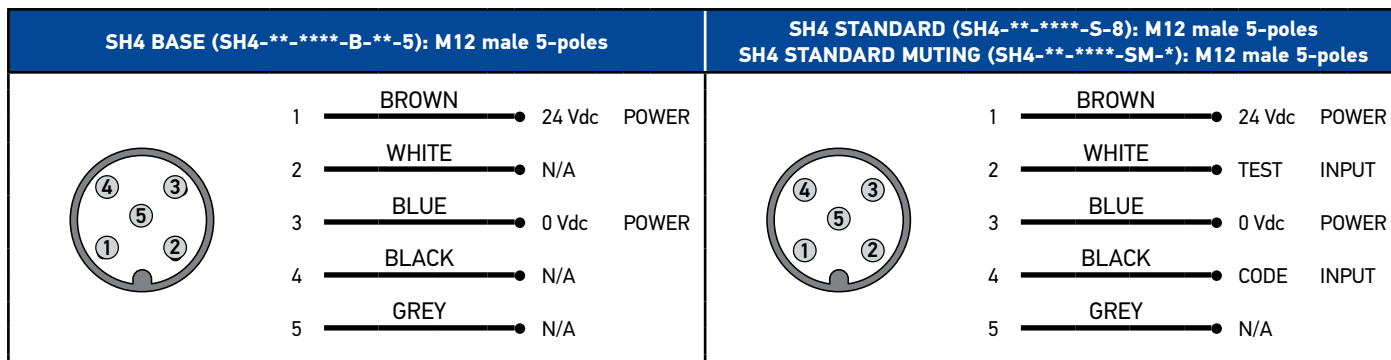 SH4 BASE (SH4-**-****-B-**-5): M12 male 5-poles
1 BROWN 24 Vdc POWER
2 WHITE N/A
3 BLUE 0 Vdc POWER
4 BLACK N/A
5 GREY N/A
4 3
5
1 2
SH4 STANDARD (SH4-**-****-S-8): M12 male 5-poles
SH4 STANDARD MUTING (SH4-**-****-SM-*): M12 male 5-poles
1 BROWN 24 Vdc POWER
2 WHITE TEST INPUT
3 BLUE 0 Vdc POWER
4 BLACK CODE INPUT
5 GREY N/A
4 3
5
1 2